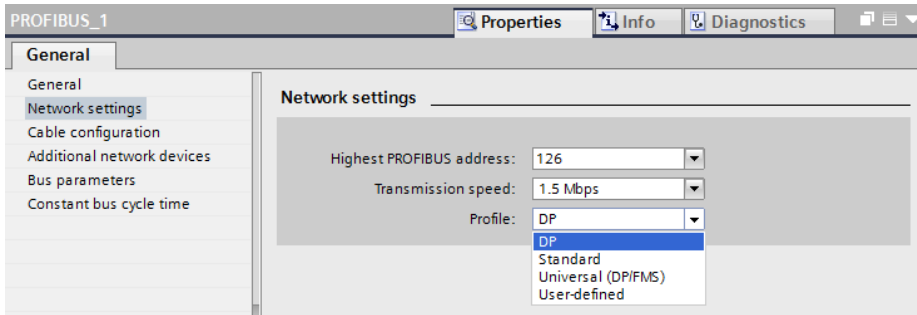 PROFIBUS_1
Properties
Info
Diagnostics
General
General
Network settings
Cable configuration
Additional network devices
Bus parameters
Constant bus cycle time
Network settings
Highest PROFIBUS address: 126
Transmission speed: 1.5 Mbps
Profile: DP
DP
Standard
Universal (DP/FMS)
User-defined